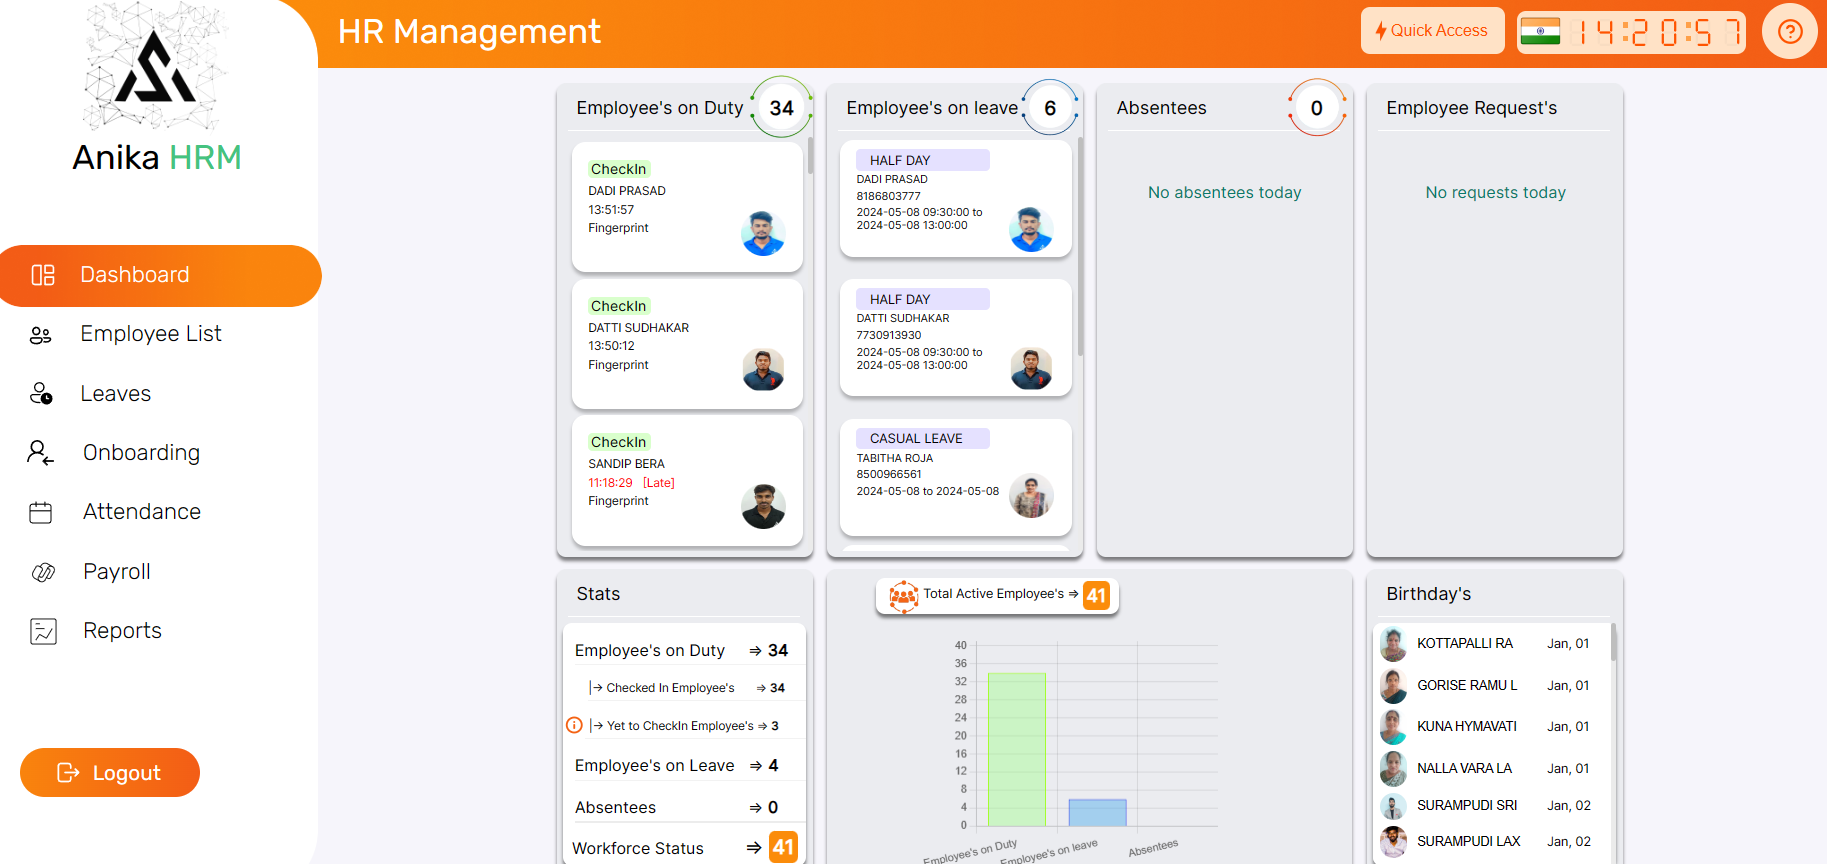 HR Management
Quick Access
14:20:57
Anika HRM
Dashboard
Employee List
Leaves
Onboarding
Attendance
Payroll
Reports
Logout
Employee's on Duty 34
CheckIn
DADI PRASAD
13:51:57
Fingerprint
CheckIn
DATTI SUDHAKAR
13:50:12
Fingerprint
CheckIn
SANDIP BERA
11:18:29 [Late]
Fingerprint
Employee's on leave 6
HALF DAY
DADI PRASAD
8186803777
2024-05-08 09:30:00 to
2024-05-08 13:00:00
HALF DAY
DATTI SUDHAKAR
7730913930
2024-05-08 09:30:00 to
2024-05-08 13:00:00
CASUAL LEAVE
TABITHA ROJA
8500966561
2024-05-08 to 2024-05-08
Absentees 0
No absentees today
Employee Request's
No requests today
Stats
Employee's on Duty ⇒ 34
|→ Checked In Employee's ⇒ 34
|→ Yet to CheckIn Employee's ⇒ 3
Employee's on Leave ⇒ 4
Absentees ⇒ 0
Workforce Status ⇒ 41
Total Active Employee's ⇒ 41
40
36
32
28
24
20
16
12
8
4
0
Employee's on Duty
Employee's on leave
Absentees
Birthday's
KOTTAPALLI RA Jan, 01
GORISE RAMU L Jan, 01
KUNA HYMAVATI Jan, 01
NALLA VARA LA Jan, 01
SURAMPUDI SRI Jan, 02
SURAMPUDI LAX Jan, 02